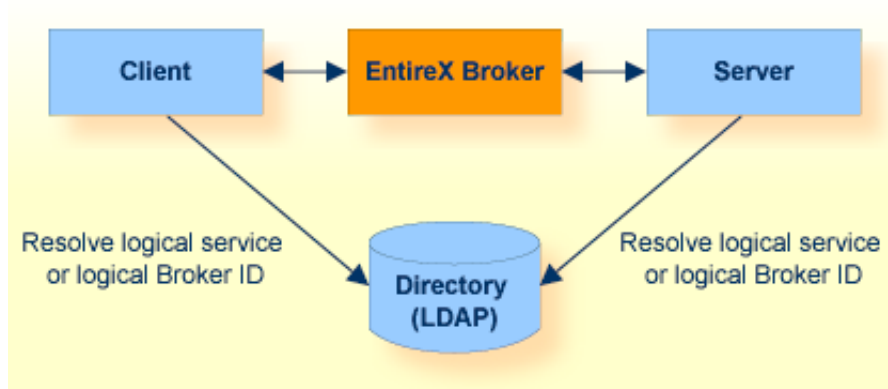 Client
EntireX Broker
Server
Resolve logical service
or logical Broker ID
Resolve logical service
or logical Broker ID
Directory
(LDAP)